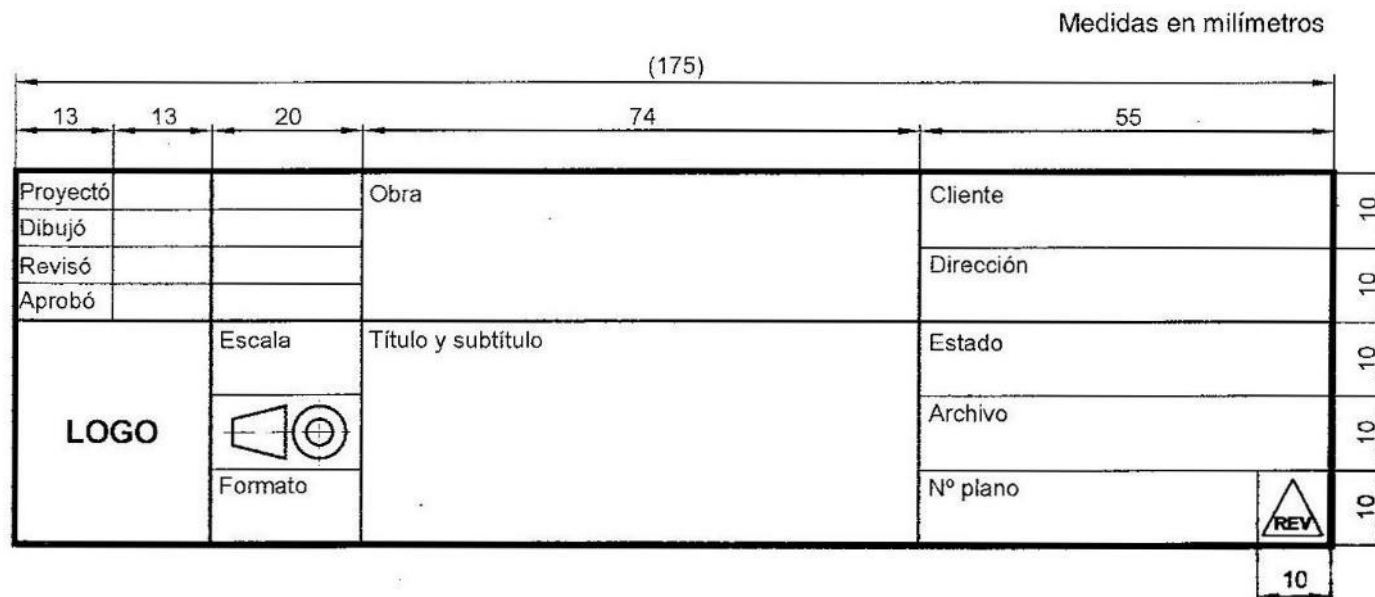 Medidas en milímetros
(175)
13 13 20 74 55
Proyectó Obra Cliente 10
Dibujó
Revisó Dirección 10
Aprobó
Escala Título y subtítulo Estado 10
LOGO Archivo 10
Formato Nº plano REV 10
10